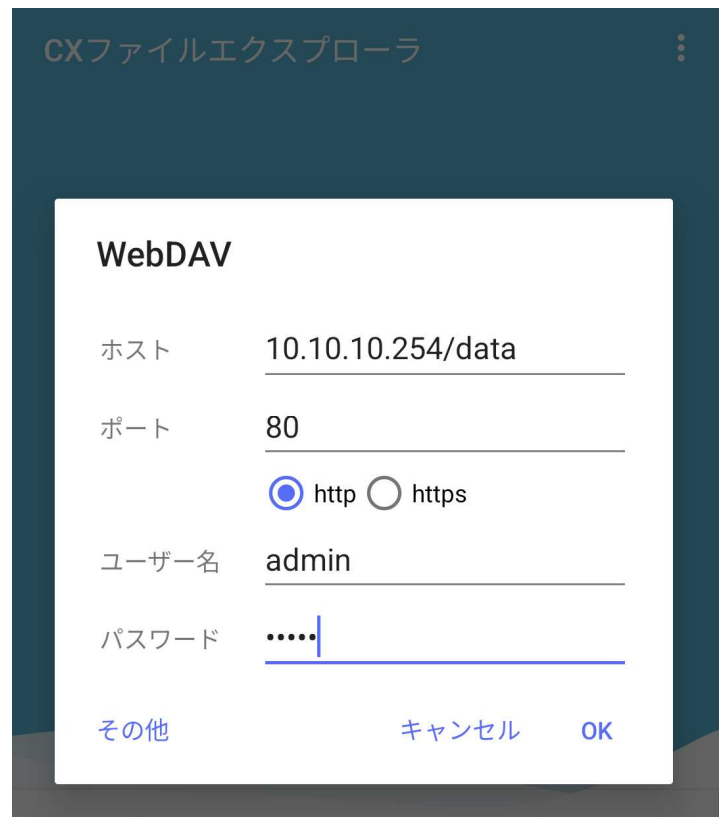 CXファイルエクスプローラ
WebDAV
ホスト 10.10.10.254/data
ポート 80
http https
ユーザー名 admin
パスワード •••••
その他 キャンセル OK